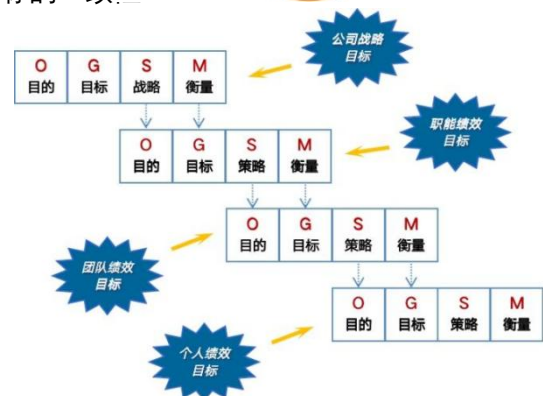 公司战略
目标
O G S M
目的 目标 战略 衡量
职能绩效
目标
O G S M
目的 目标 策略 衡量
O G S M
目的 目标 策略 衡量
团队绩效
目标
O G S M
目的 目标 策略 衡量
个人绩效
目标